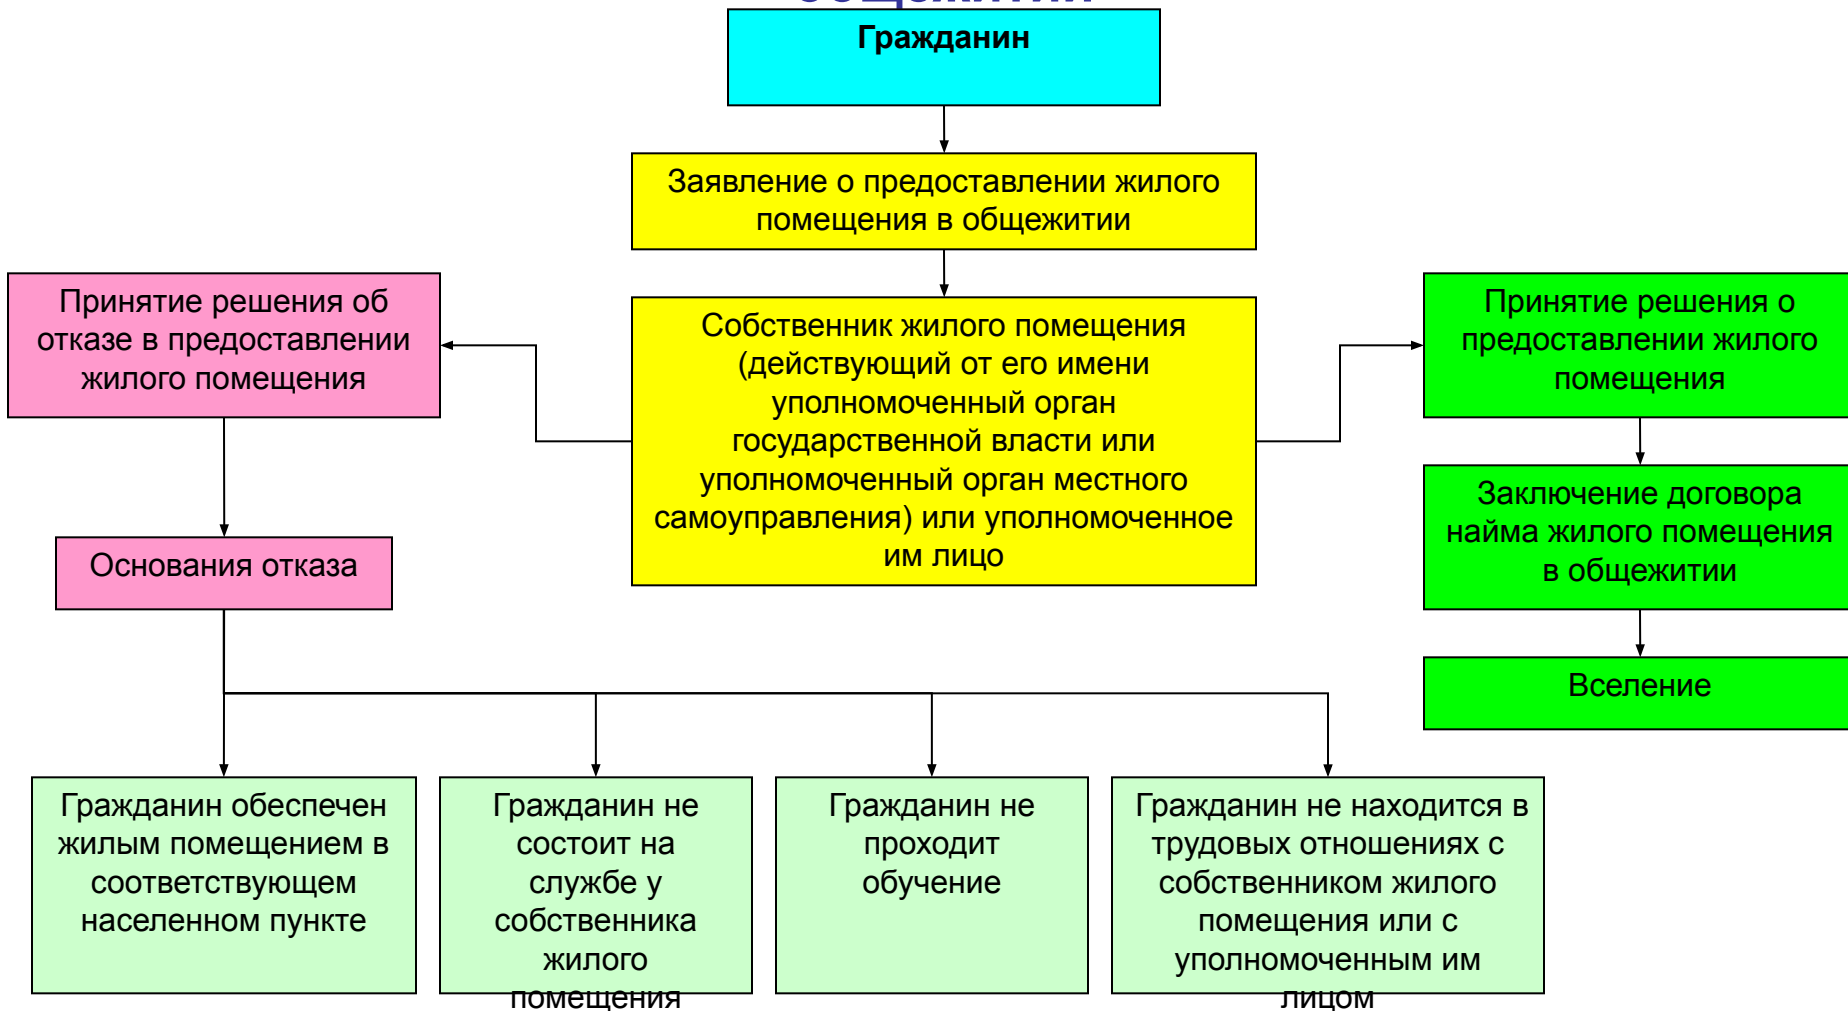 Гражданин
Заявление о предоставлении жилого
помещения в общежитии
Принятие решения об
отказе в предоставлении
жилого помещения
Собственник жилого помещения
(действующий от его имени
уполномоченный орган
государственной власти или
уполномоченный орган местного
самоуправления) или уполномоченное
им лицо
Принятие решения о
предоставлении жилого
помещения
Основания отказа
Заключение договора
найма жилого помещения
в общежитии
Вселение
Гражданин обеспечен
жилым помещением в
соответствующем
населенном пункте
Гражданин не
состоит на
службе у
собственника
жилого
помещения
Гражданин не
проходит
обучение
Гражданин не находится в
трудовых отношениях с
собственником жилого
помещения или с
уполномоченным им
лицом